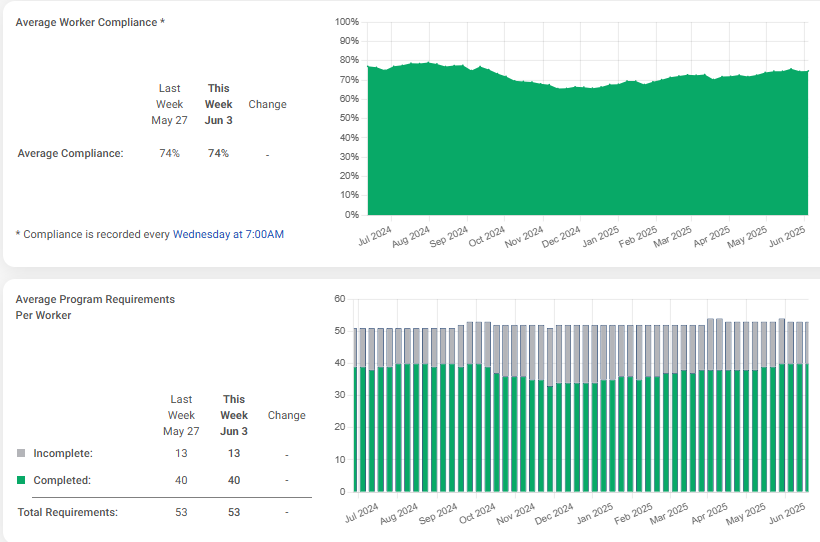 Average Worker Compliance *
Last Week May 27
This Week Jun 3
Change
Average Compliance: 74% 74% -
* Compliance is recorded every Wednesday at 7:00AM
100%
90%
80%
70%
60%
50%
40%
30%
20%
10%
0%
Jul 2024 Aug 2024 Sep 2024 Oct 2024 Nov 2024 Dec 2024 Jan 2025 Feb 2025 Mar 2025 Apr 2025 May 2025 Jun 2025
Average Program Requirements
Per Worker
Last Week May 27
This Week Jun 3
Change
Incomplete: 13 13 -
Completed: 40 40 -
Total Requirements: 53 53 -
60
50
40
30
20
10
0
Jul 2024 Aug 2024 Sep 2024 Oct 2024 Nov 2024 Dec 2024 Jan 2025 Feb 2025 Mar 2025 Apr 2025 May 2025 Jun 2025